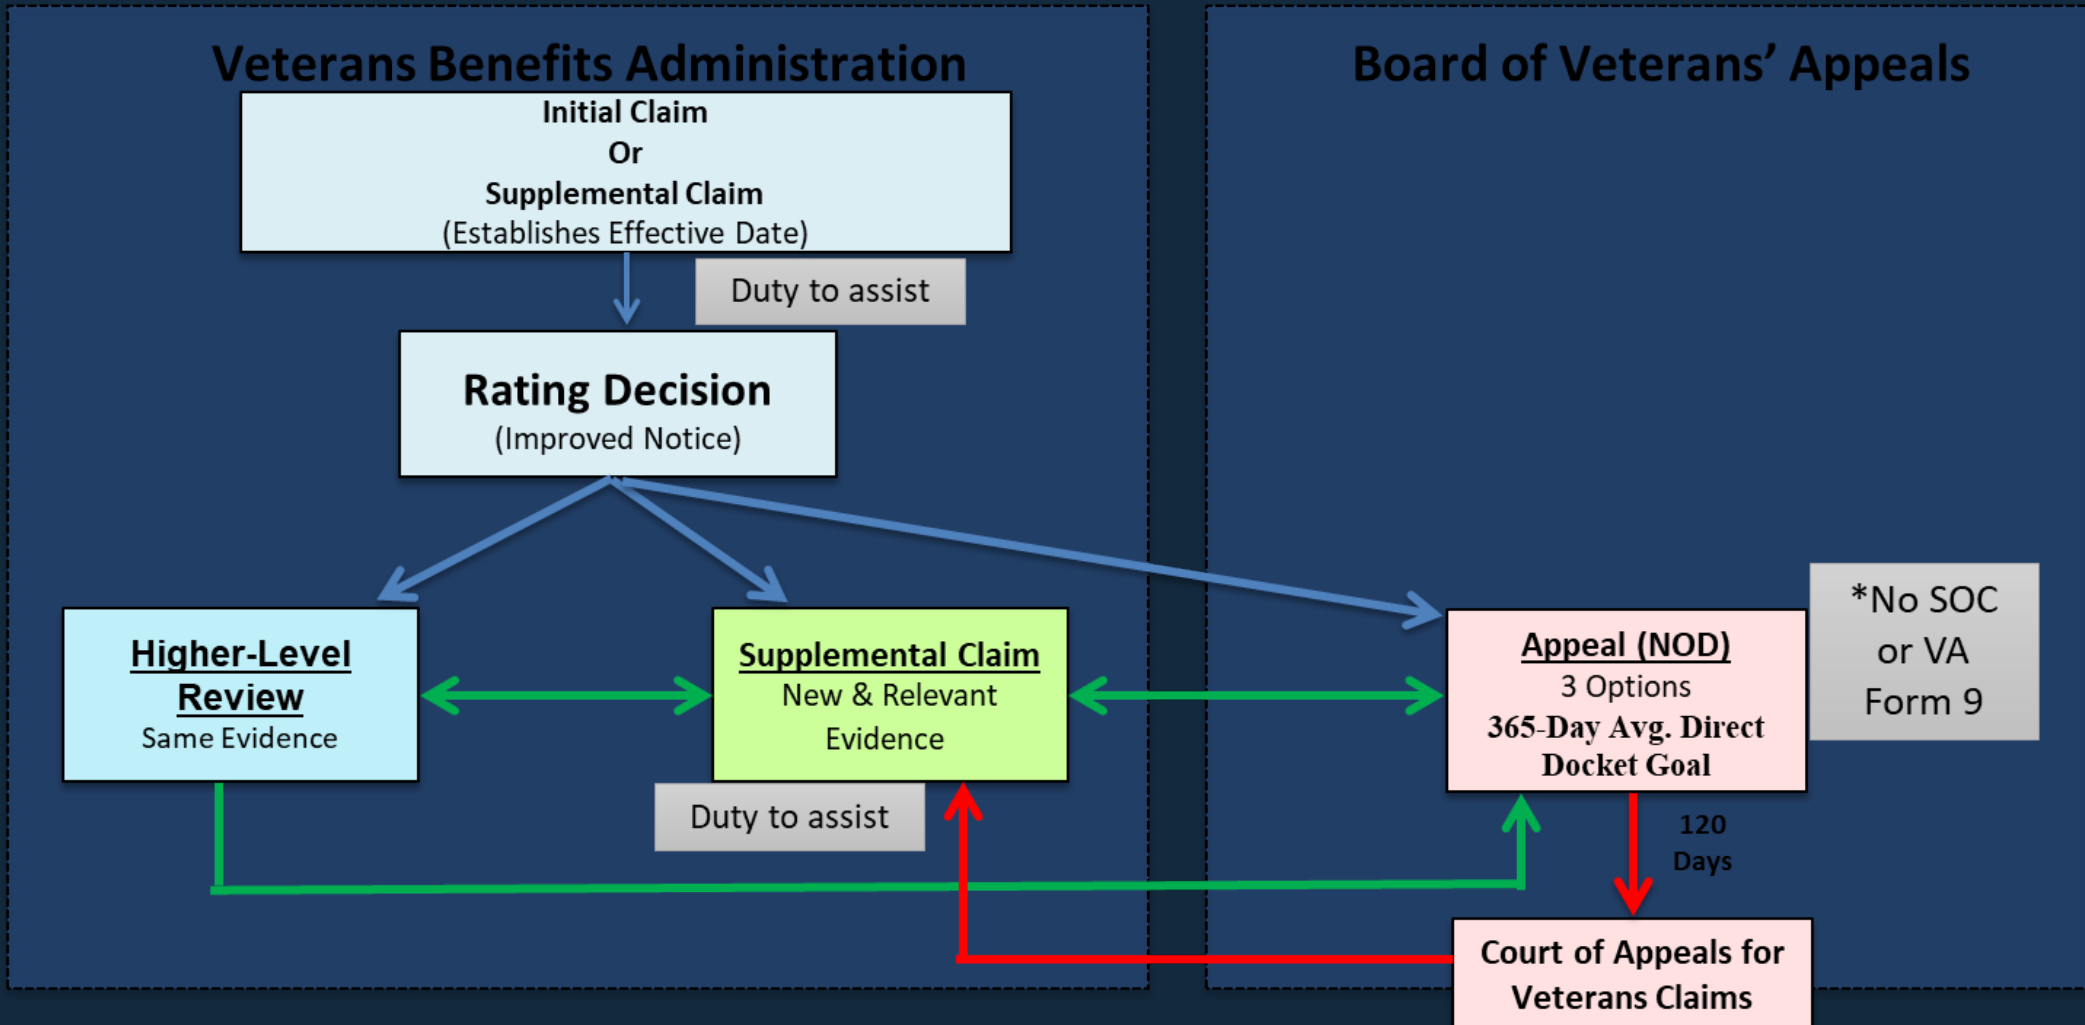 Veterans Benefits Administration
Initial Claim
Or
Supplemental Claim
(Establishes Effective Date)
Duty to assist
Rating Decision
(Improved Notice)
Higher-Level
Review
Same Evidence
Supplemental Claim
New & Relevant
Evidence
Duty to assist
Board of Veterans’ Appeals
Appeal (NOD)
3 Options
365-Day Avg. Direct
Docket Goal
*No SOC
or VA
Form 9
120
Days
Court of Appeals for
Veterans Claims